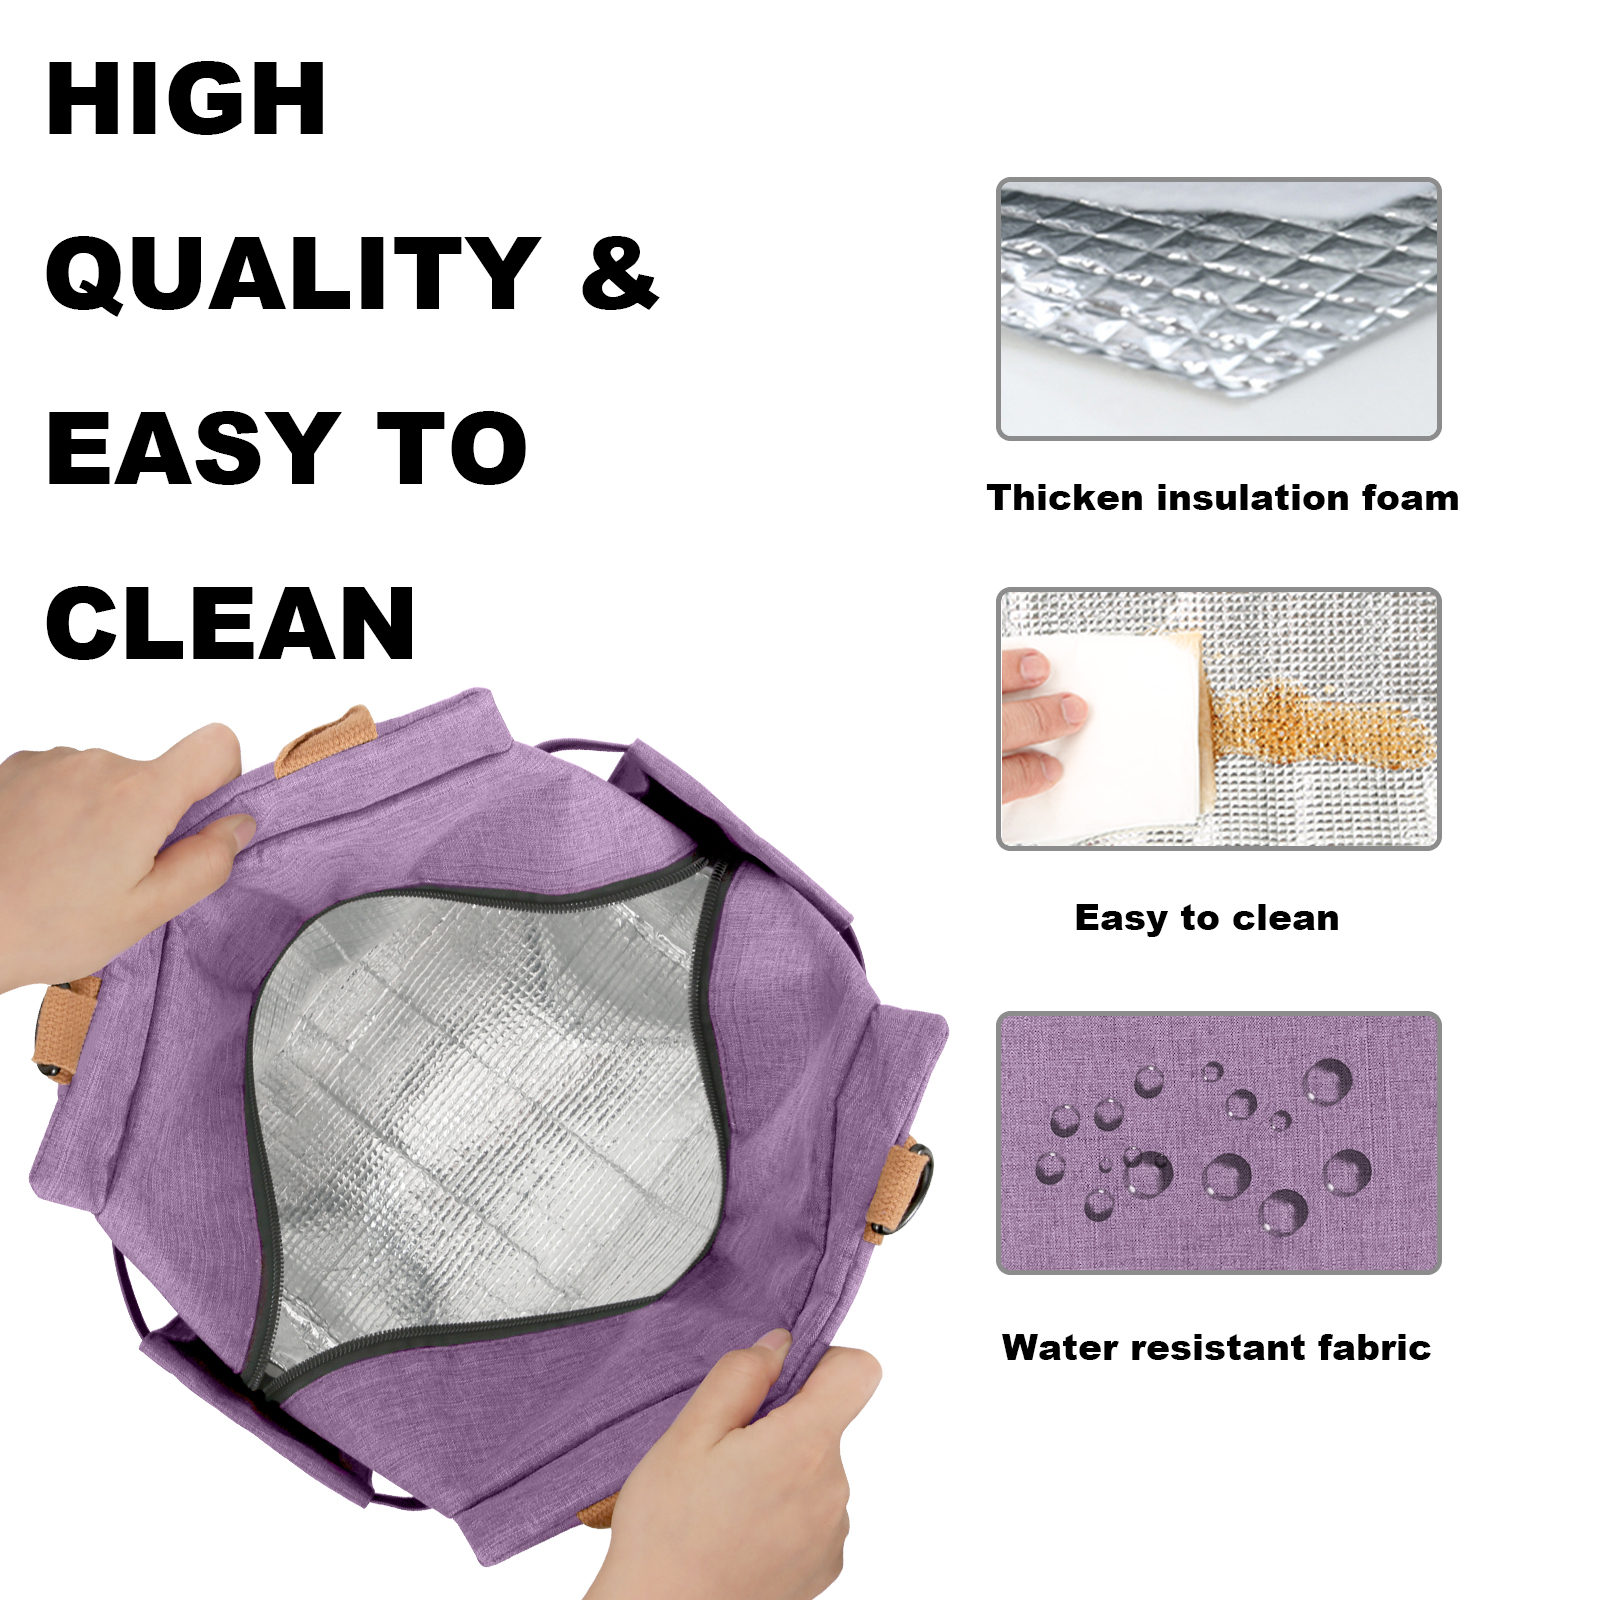 HIGH
QUALITY &
EASY TO
CLEAN
Thicken insulation foam
Easy to clean
Water resistant fabric